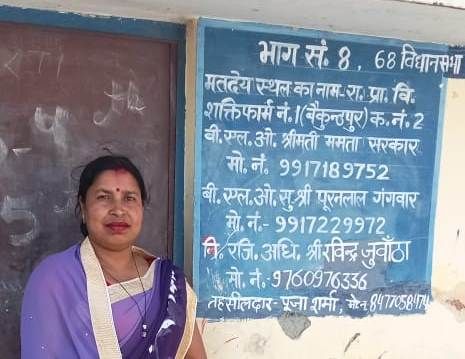 भाग सं. 8, 68 विधानसभा
मतदेय स्थल का नाम-रा. प्रा. वि.
शक्तिफार्म नं.1 (बैकुन्ठपुर) क. नं. 2
बी. एल. ओ. श्रीमती ममता सरकार
मो. नं. 9917189752
बी. एल. ओ. सुश्री पूरनलाल गंगवार
मो. नं.- 9917229972
नि. रजि. अधि. श्री रविन्द्र जुवाँठा
मो. नं.-9760976336
तहसीलदार- पूजा शर्मा, मो.नं.